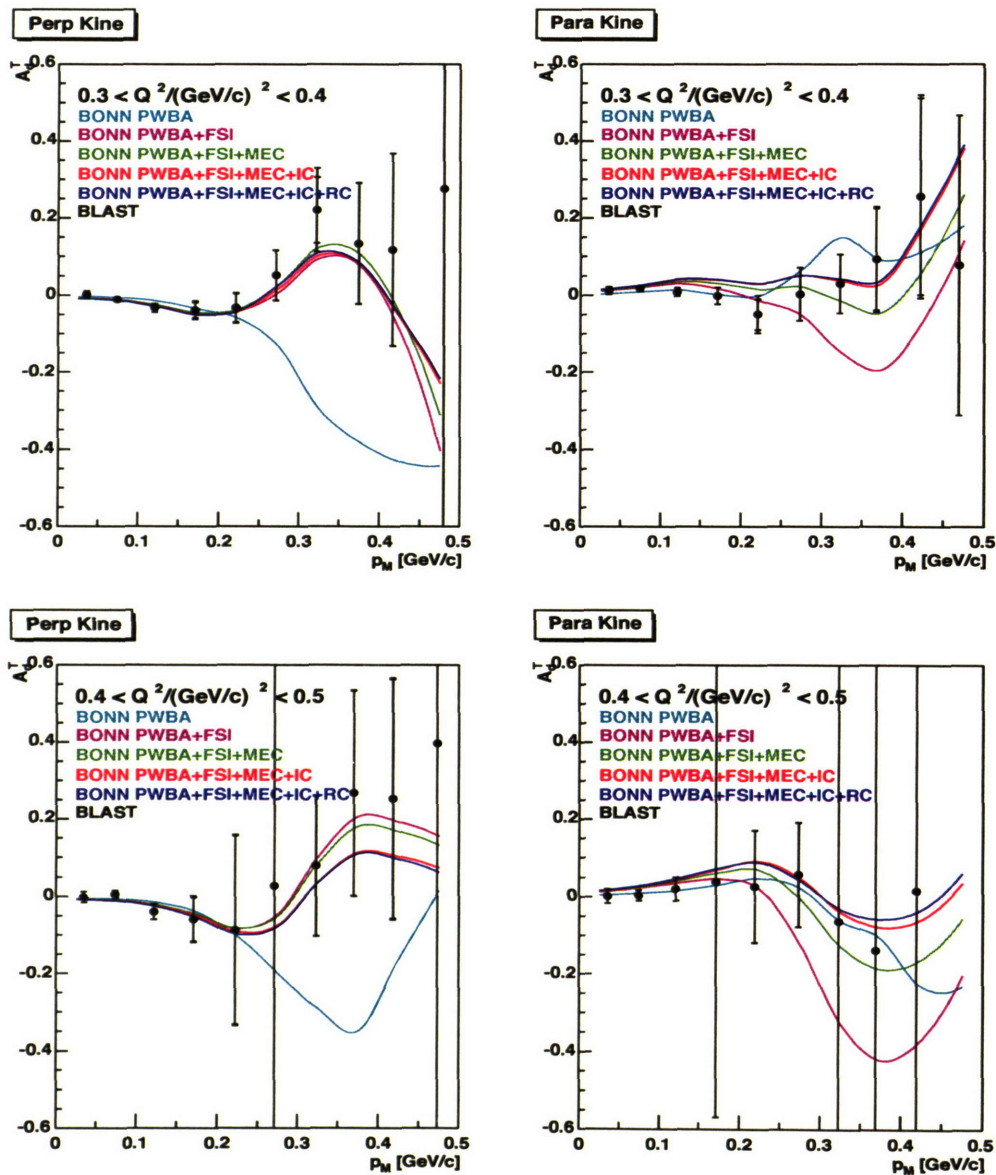 Perp Kine
A_d^T
0.3 < Q^2/(GeV/c)^2 < 0.4
BONN PWBA
BONN PWBA+FSI
BONN PWBA+FSI+MEC
BONN PWBA+FSI+MEC+IC
BONN PWBA+FSI+MEC+IC+RC
BLAST
0.6
0.4
0.2
0
-0.2
-0.4
-0.6
0 0.1 0.2 0.3 0.4 0.5
p_M [GeV/c]
Para Kine
A_d^T
0.3 < Q^2/(GeV/c)^2 < 0.4
BONN PWBA
BONN PWBA+FSI
BONN PWBA+FSI+MEC
BONN PWBA+FSI+MEC+IC
BONN PWBA+FSI+MEC+IC+RC
BLAST
0.6
0.4
0.2
0
-0.2
-0.4
-0.6
0 0.1 0.2 0.3 0.4 0.5
p_M [GeV/c]
Perp Kine
A_d^T
0.4 < Q^2/(GeV/c)^2 < 0.5
BONN PWBA
BONN PWBA+FSI
BONN PWBA+FSI+MEC
BONN PWBA+FSI+MEC+IC
BONN PWBA+FSI+MEC+IC+RC
BLAST
0.6
0.4
0.2
0
-0.2
-0.4
-0.6
0 0.1 0.2 0.3 0.4 0.5
p_M [GeV/c]
Para Kine
A_d^T
0.4 < Q^2/(GeV/c)^2 < 0.5
BONN PWBA
BONN PWBA+FSI
BONN PWBA+FSI+MEC
BONN PWBA+FSI+MEC+IC
BONN PWBA+FSI+MEC+IC+RC
BLAST
0.6
0.4
0.2
0
-0.2
-0.4
-0.6
0 0.1 0.2 0.3 0.4 0.5
p_M [GeV/c]